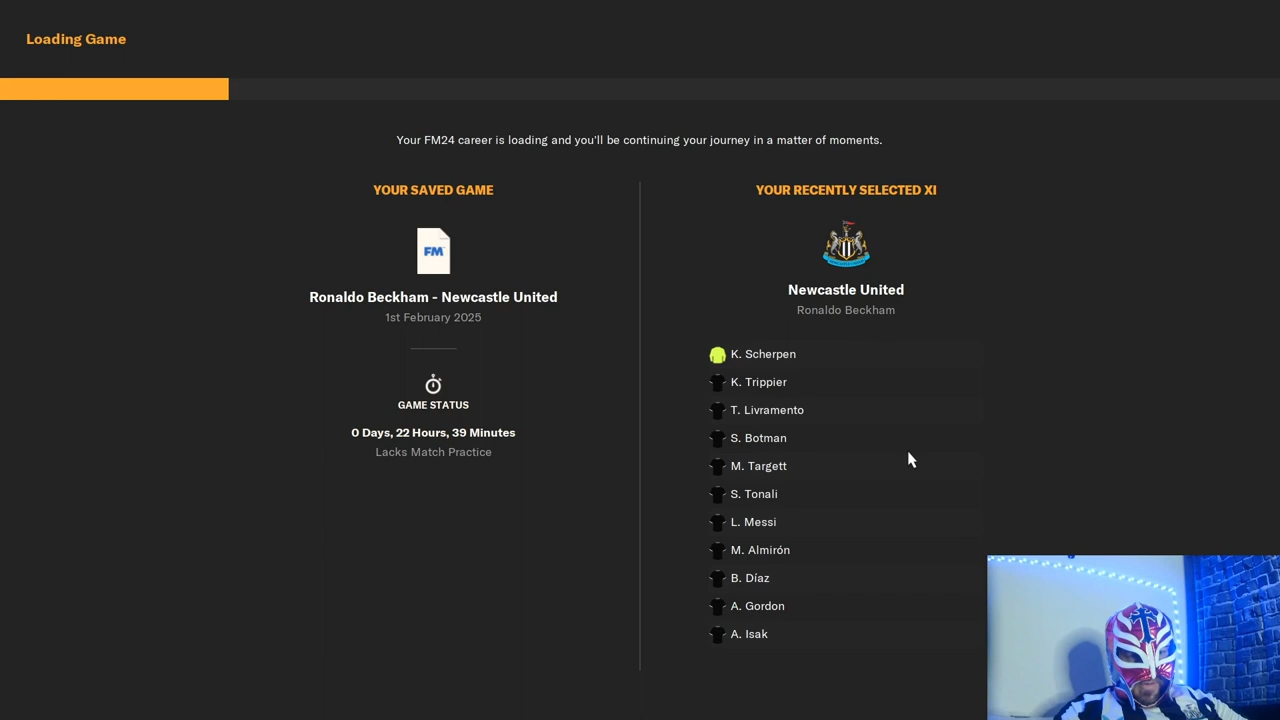 Loading Game
Your FM24 career is loading and you'll be continuing your journey in a matter of moments.
YOUR SAVED GAME
FM
Ronaldo Beckham - Newcastle United
1st February 2025
GAME STATUS
0 Days, 22 Hours, 39 Minutes
Lacks Match Practice
YOUR RECENTLY SELECTED XI
Newcastle United
Ronaldo Beckham
K. Scherpen
K. Trippier
T. Livramento
S. Botman
M. Targett
S. Tonali
L. Messi
M. Almirón
B. Díaz
A. Gordon
A. Isak